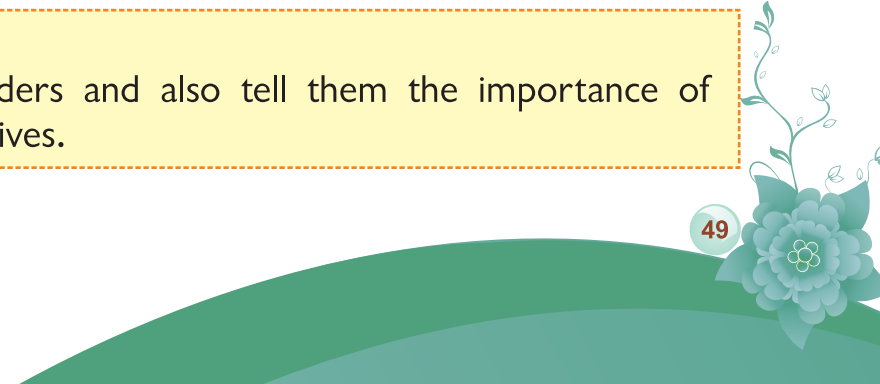 ders and also tell them the importance of
ives.
49